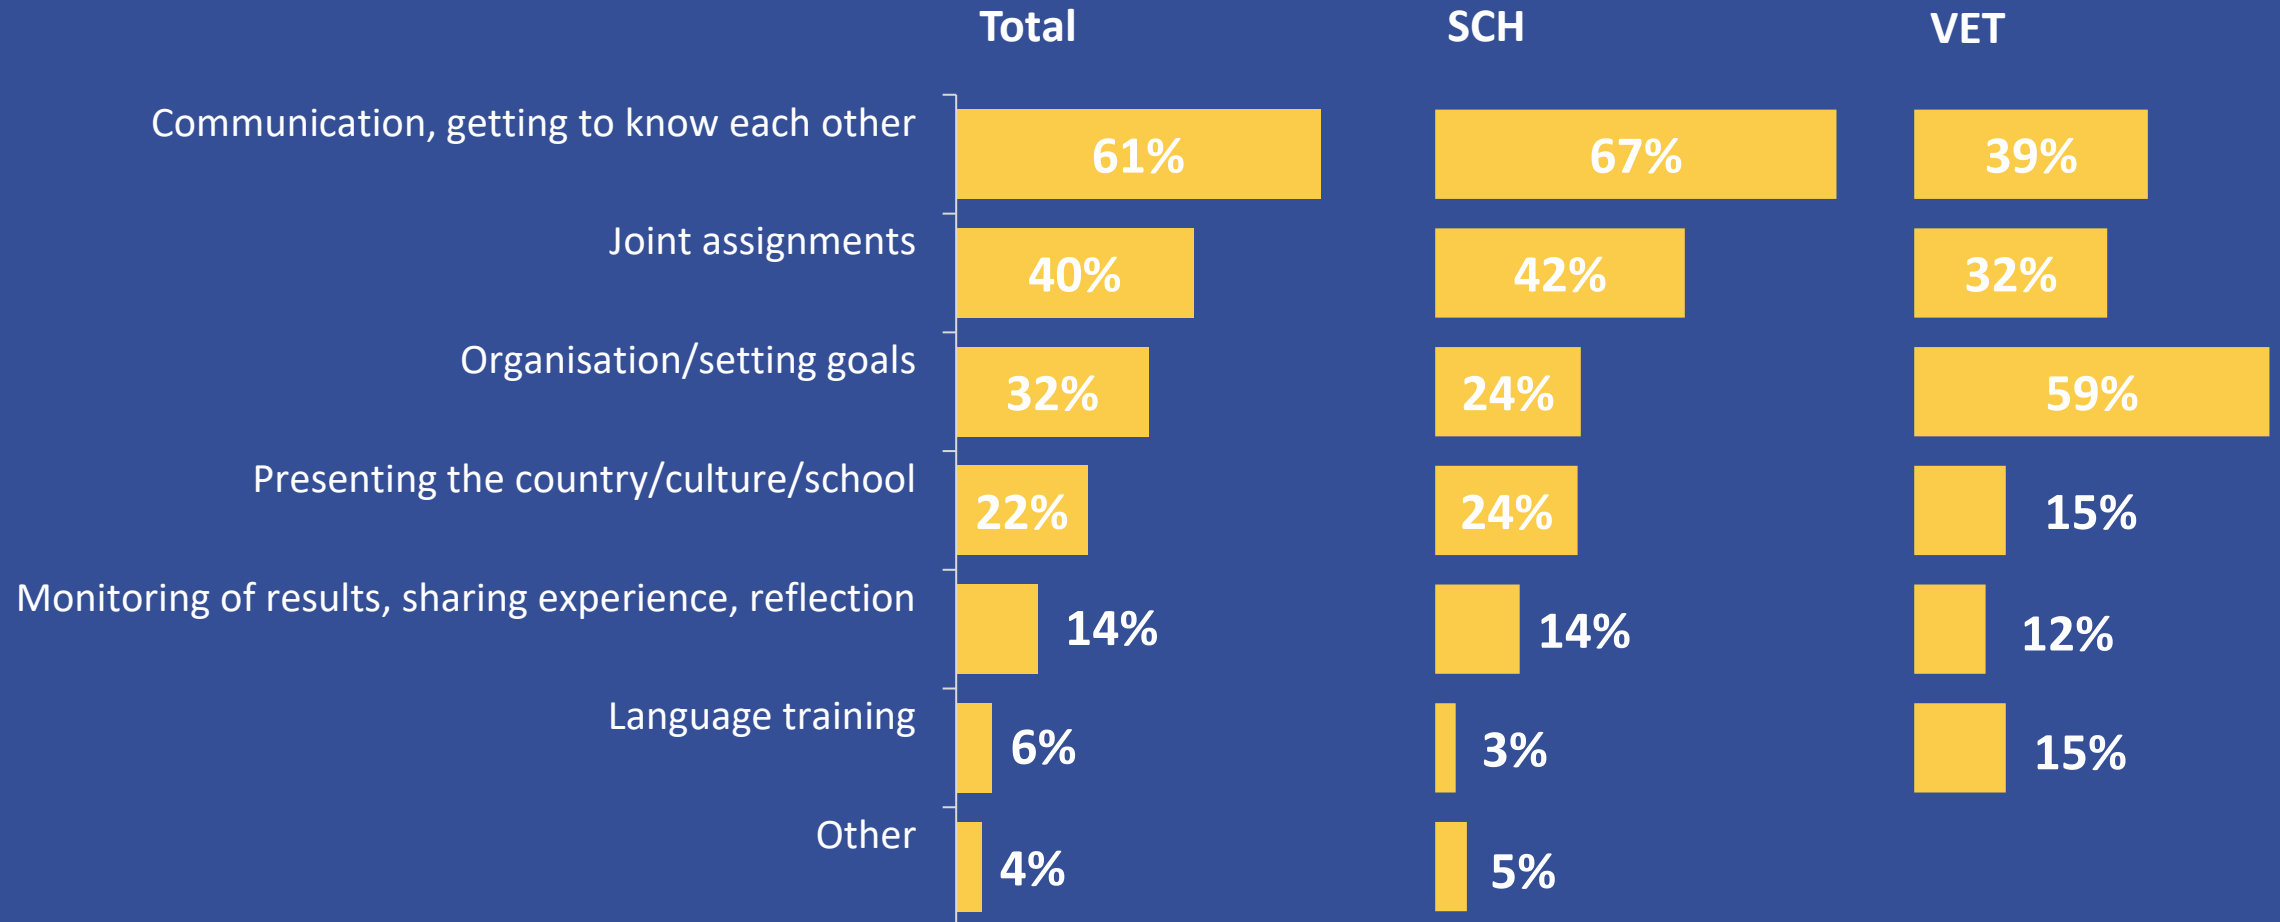 Total SCH VET
Communication, getting to know each other 61% 67% 39%
Joint assignments 40% 42% 32%
Organisation/setting goals 32% 24% 59%
Presenting the country/culture/school 22% 24% 15%
Monitoring of results, sharing experience, reflection 14% 14% 12%
Language training 6% 3% 15%
Other 4% 5%